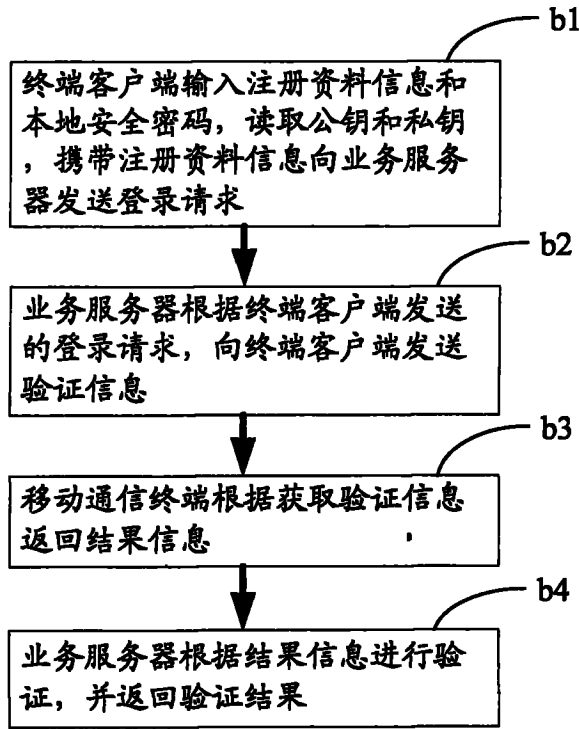 b1
终端客户端输入注册资料信息和
本地安全密码，读取公钥和私钥
，携带注册资料信息向业务服务
器发送登录请求
b2
业务服务器根据终端客户端发送
的登录请求，向终端客户端发送
验证信息
b3
移动通信终端根据获取验证信息
返回结果信息
b4
业务服务器根据结果信息进行验
证，并返回验证结果